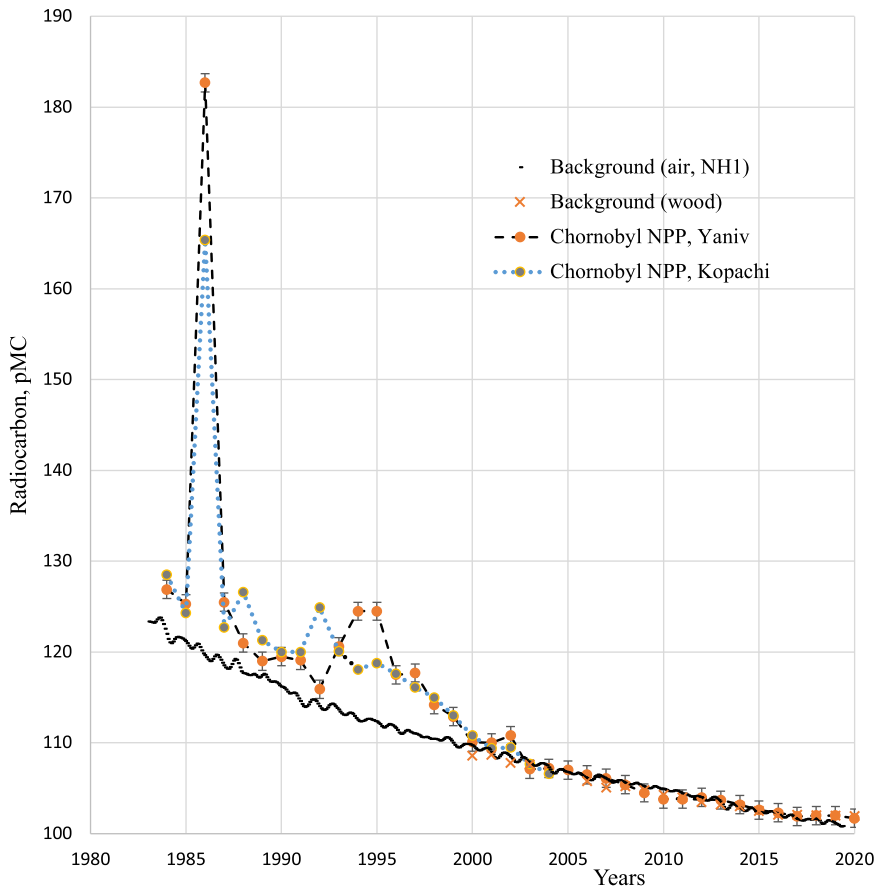 190
180
170
160
150
140
130
120
110
100
Radiocarbon, pMC
Background (air, NH1)
Background (wood)
Chornobyl NPP, Yaniv
Chornobyl NPP, Kopachi
1980 1985 1990 1995 2000 2005 2010 2015 2020
Years